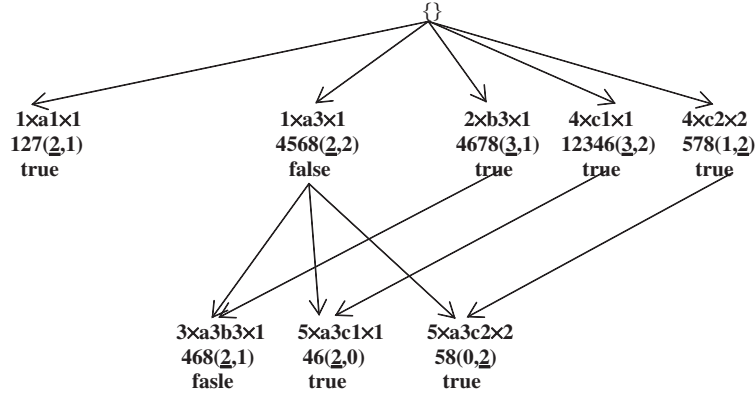 {}
1×a1×1 1×a3×1 2×b3×1 4×c1×1 4×c2×2
127(2,1) 4568(2,2) 4678(3,1) 12346(3,2) 578(1,2)
true false true true true
3×a3b3×1 5×a3c1×1 5×a3c2×2
468(2,1) 46(2,0) 58(0,2)
fasle true true